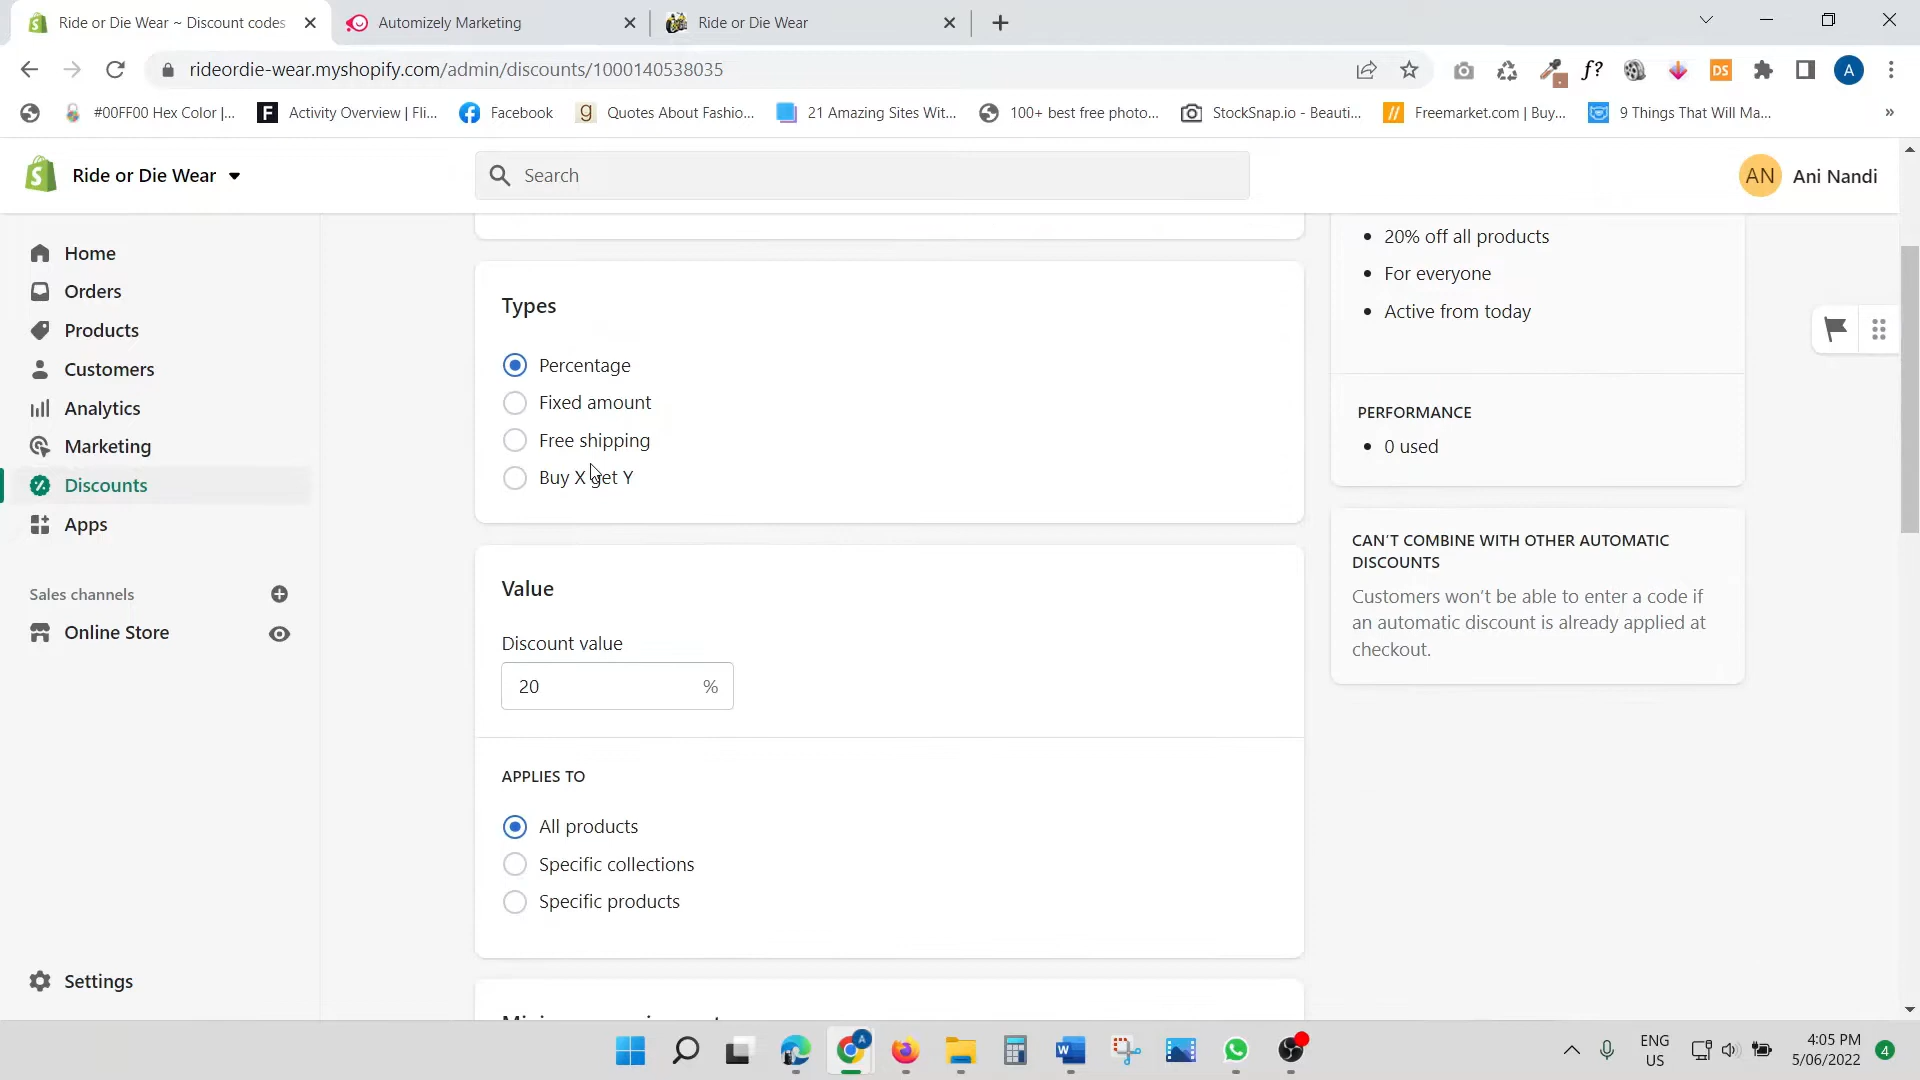 Ride or Die Wear ~ Discount codes
Automizely Marketing
Ride or Die Wear
rideordie-wear.myshopify.com/admin/discounts/1000140538035
f?
DS
A
#00FF00 Hex Color |...
Activity Overview | Fli...
Facebook
Quotes About Fashio...
21 Amazing Sites Wit...
100+ best free photo...
StockSnap.io - Beauti...
Freemarket.com | Buy...
9 Things That Will Ma...
»
Ride or Die Wear
Search
AN
Ani Nandi
Home
Orders
Products
Customers
Analytics
Marketing
Discounts
Apps
Sales channels
Online Store
Settings
Types
Percentage
Fixed amount
Free shipping
Buy X get Y
Value
Discount value
20 %
APPLIES TO
All products
Specific collections
Specific products
20% off all products
For everyone
Active from today
PERFORMANCE
0 used
CAN'T COMBINE WITH OTHER AUTOMATIC
DISCOUNTS
Customers won't be able to enter a code if
an automatic discount is already applied at
checkout.
ENG
US
4:05 PM
5/06/2022
4